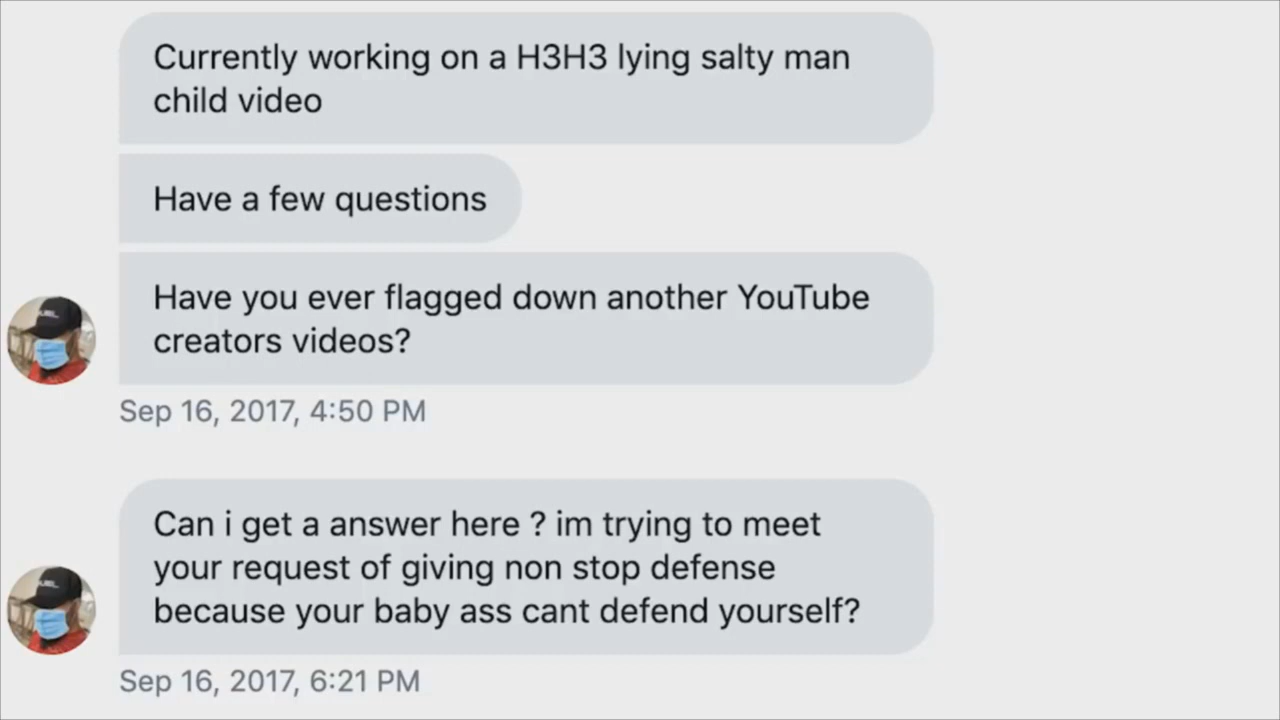 Currently working on a H3H3 lying salty man
child video
Have a few questions
Have you ever flagged down another YouTube
creators videos?
Sep 16, 2017, 4:50 PM
Can i get a answer here ? im trying to meet
your request of giving non stop defense
because your baby ass cant defend yourself?
Sep 16, 2017, 6:21 PM